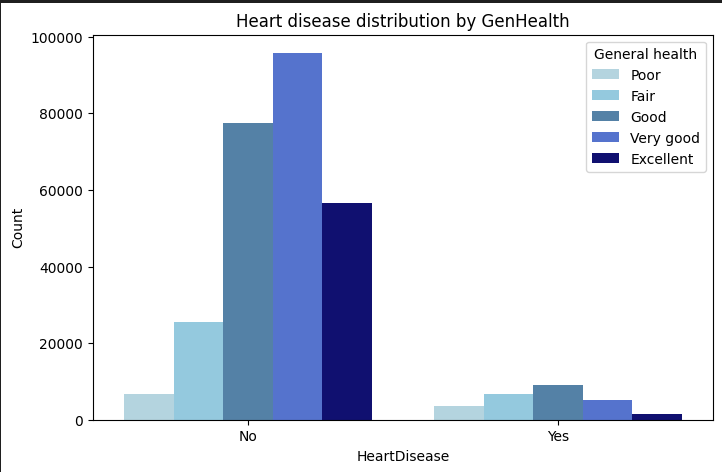 Heart disease distribution by GenHealth
100000
80000
60000
40000
20000
0
Count
General health
Poor
Fair
Good
Very good
Excellent
No
Yes
HeartDisease